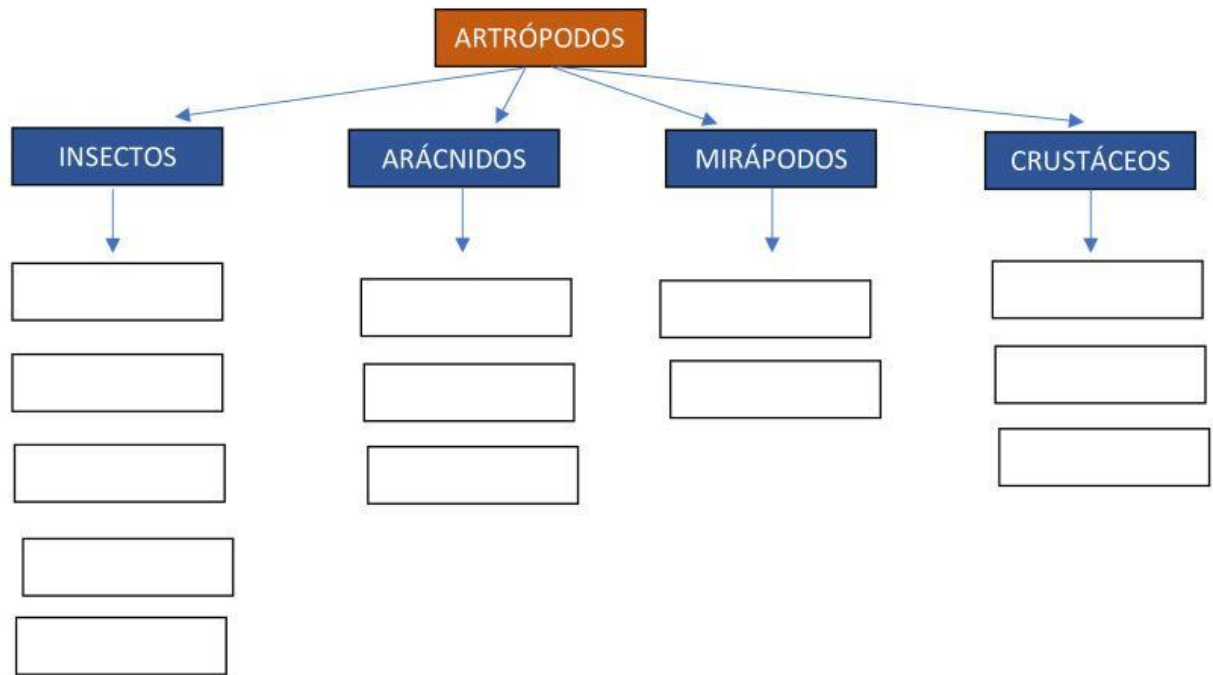 ARTRÓPODOS
INSECTOS
ARÁCNIDOS
MIRÁPODOS
CRUSTÁCEOS